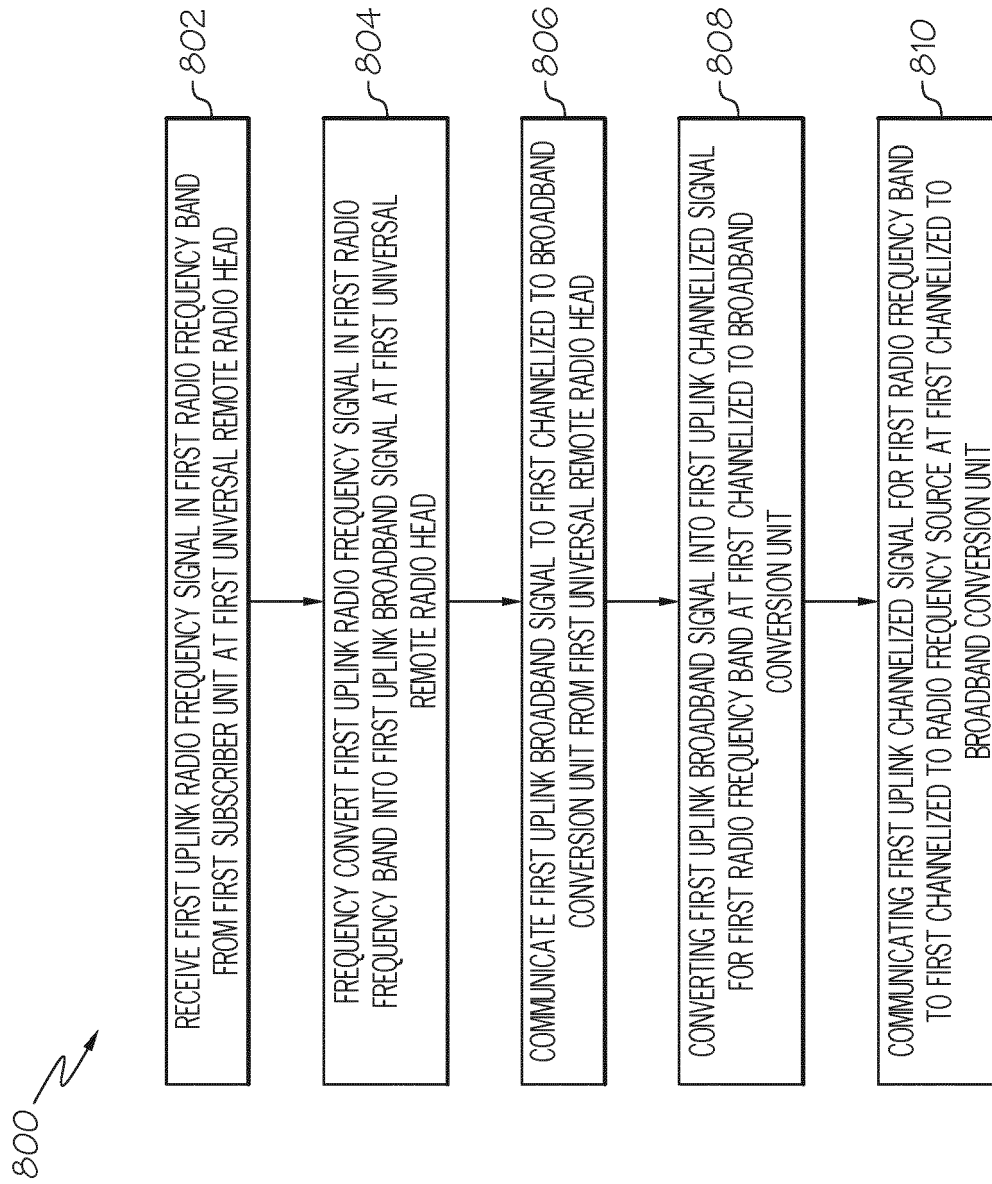 800
802
RECEIVE FIRST UPLINK RADIO FREQUENCY SIGNAL IN FIRST RADIO FREQUENCY BAND
FROM FIRST SUBSCRIBER UNIT AT FIRST UNIVERSAL REMOTE RADIO HEAD
804
FREQUENCY CONVERT FIRST UPLINK RADIO FREQUENCY SIGNAL IN FIRST RADIO
FREQUENCY BAND INTO FIRST UPLINK BROADBAND SIGNAL AT FIRST UNIVERSAL
REMOTE RADIO HEAD
806
COMMUNICATE FIRST UPLINK BROADBAND SIGNAL TO FIRST CHANNELIZED TO BROADBAND
CONVERSION UNIT FROM FIRST UNIVERSAL REMOTE RADIO HEAD
808
CONVERTING FIRST UPLINK BROADBAND SIGNAL INTO FIRST UPLINK CHANNELIZED SIGNAL
FOR FIRST RADIO FREQUENCY BAND AT FIRST CHANNELIZED TO BROADBAND
CONVERSION UNIT
810
COMMUNICATING FIRST UPLINK CHANNELIZED SIGNAL FOR FIRST RADIO FREQUENCY BAND
TO FIRST CHANNELIZED TO RADIO FREQUENCY SOURCE AT FIRST CHANNELIZED TO
BROADBAND CONVERSION UNIT